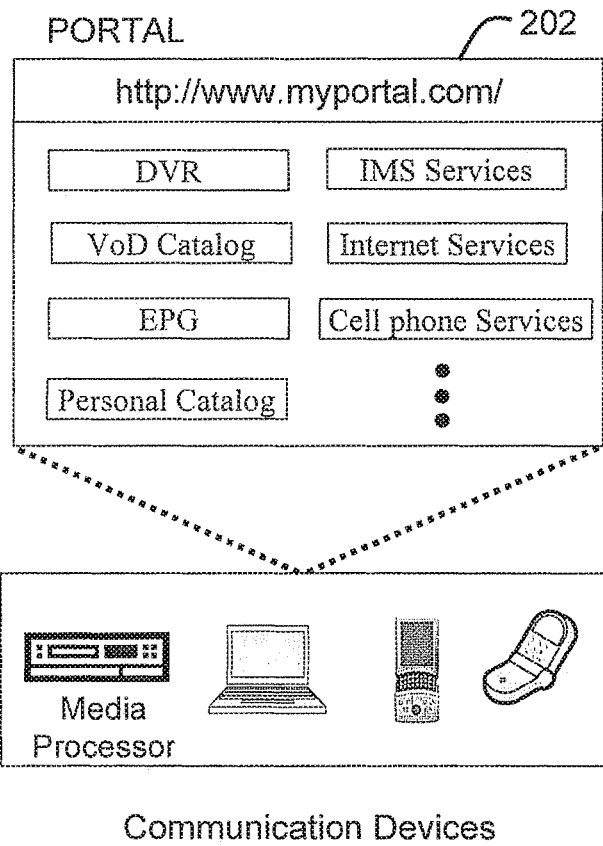 PORTAL
202
http://www.myportal.com/
DVR
IMS Services
VoD Catalog
Internet Services
EPG
Cell phone Services
Personal Catalog
Media
Processor
Communication Devices